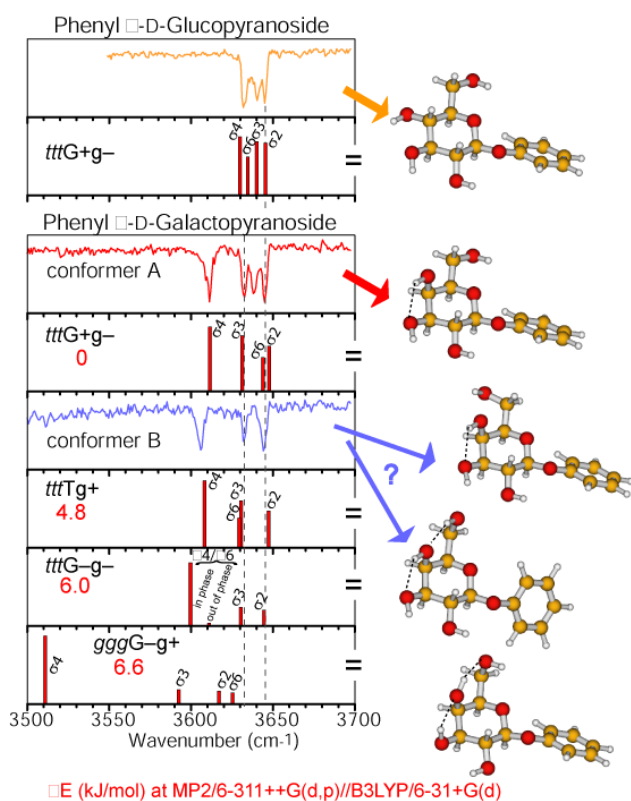 Phenyl □-D-Glucopyranoside
tttG+g–
σ4
σ6
σ3
σ2
=
Phenyl □-D-Galactopyranoside
conformer A
tttG+g–
0
σ4
σ3
σ6
σ2
=
conformer B
?
tttTg+
4.8
σ4
σ6
σ3
σ2
=
tttG–g–
6.0
□4/□6
in phase
out of phase
σ3
σ2
=
gggG–g+
6.6
σ4
σ3
σ2
σ6
=
3500 3550 3600 3650 3700
Wavenumber (cm-1)
□E (kJ/mol) at MP2/6-311++G(d,p)//B3LYP/6-31+G(d)